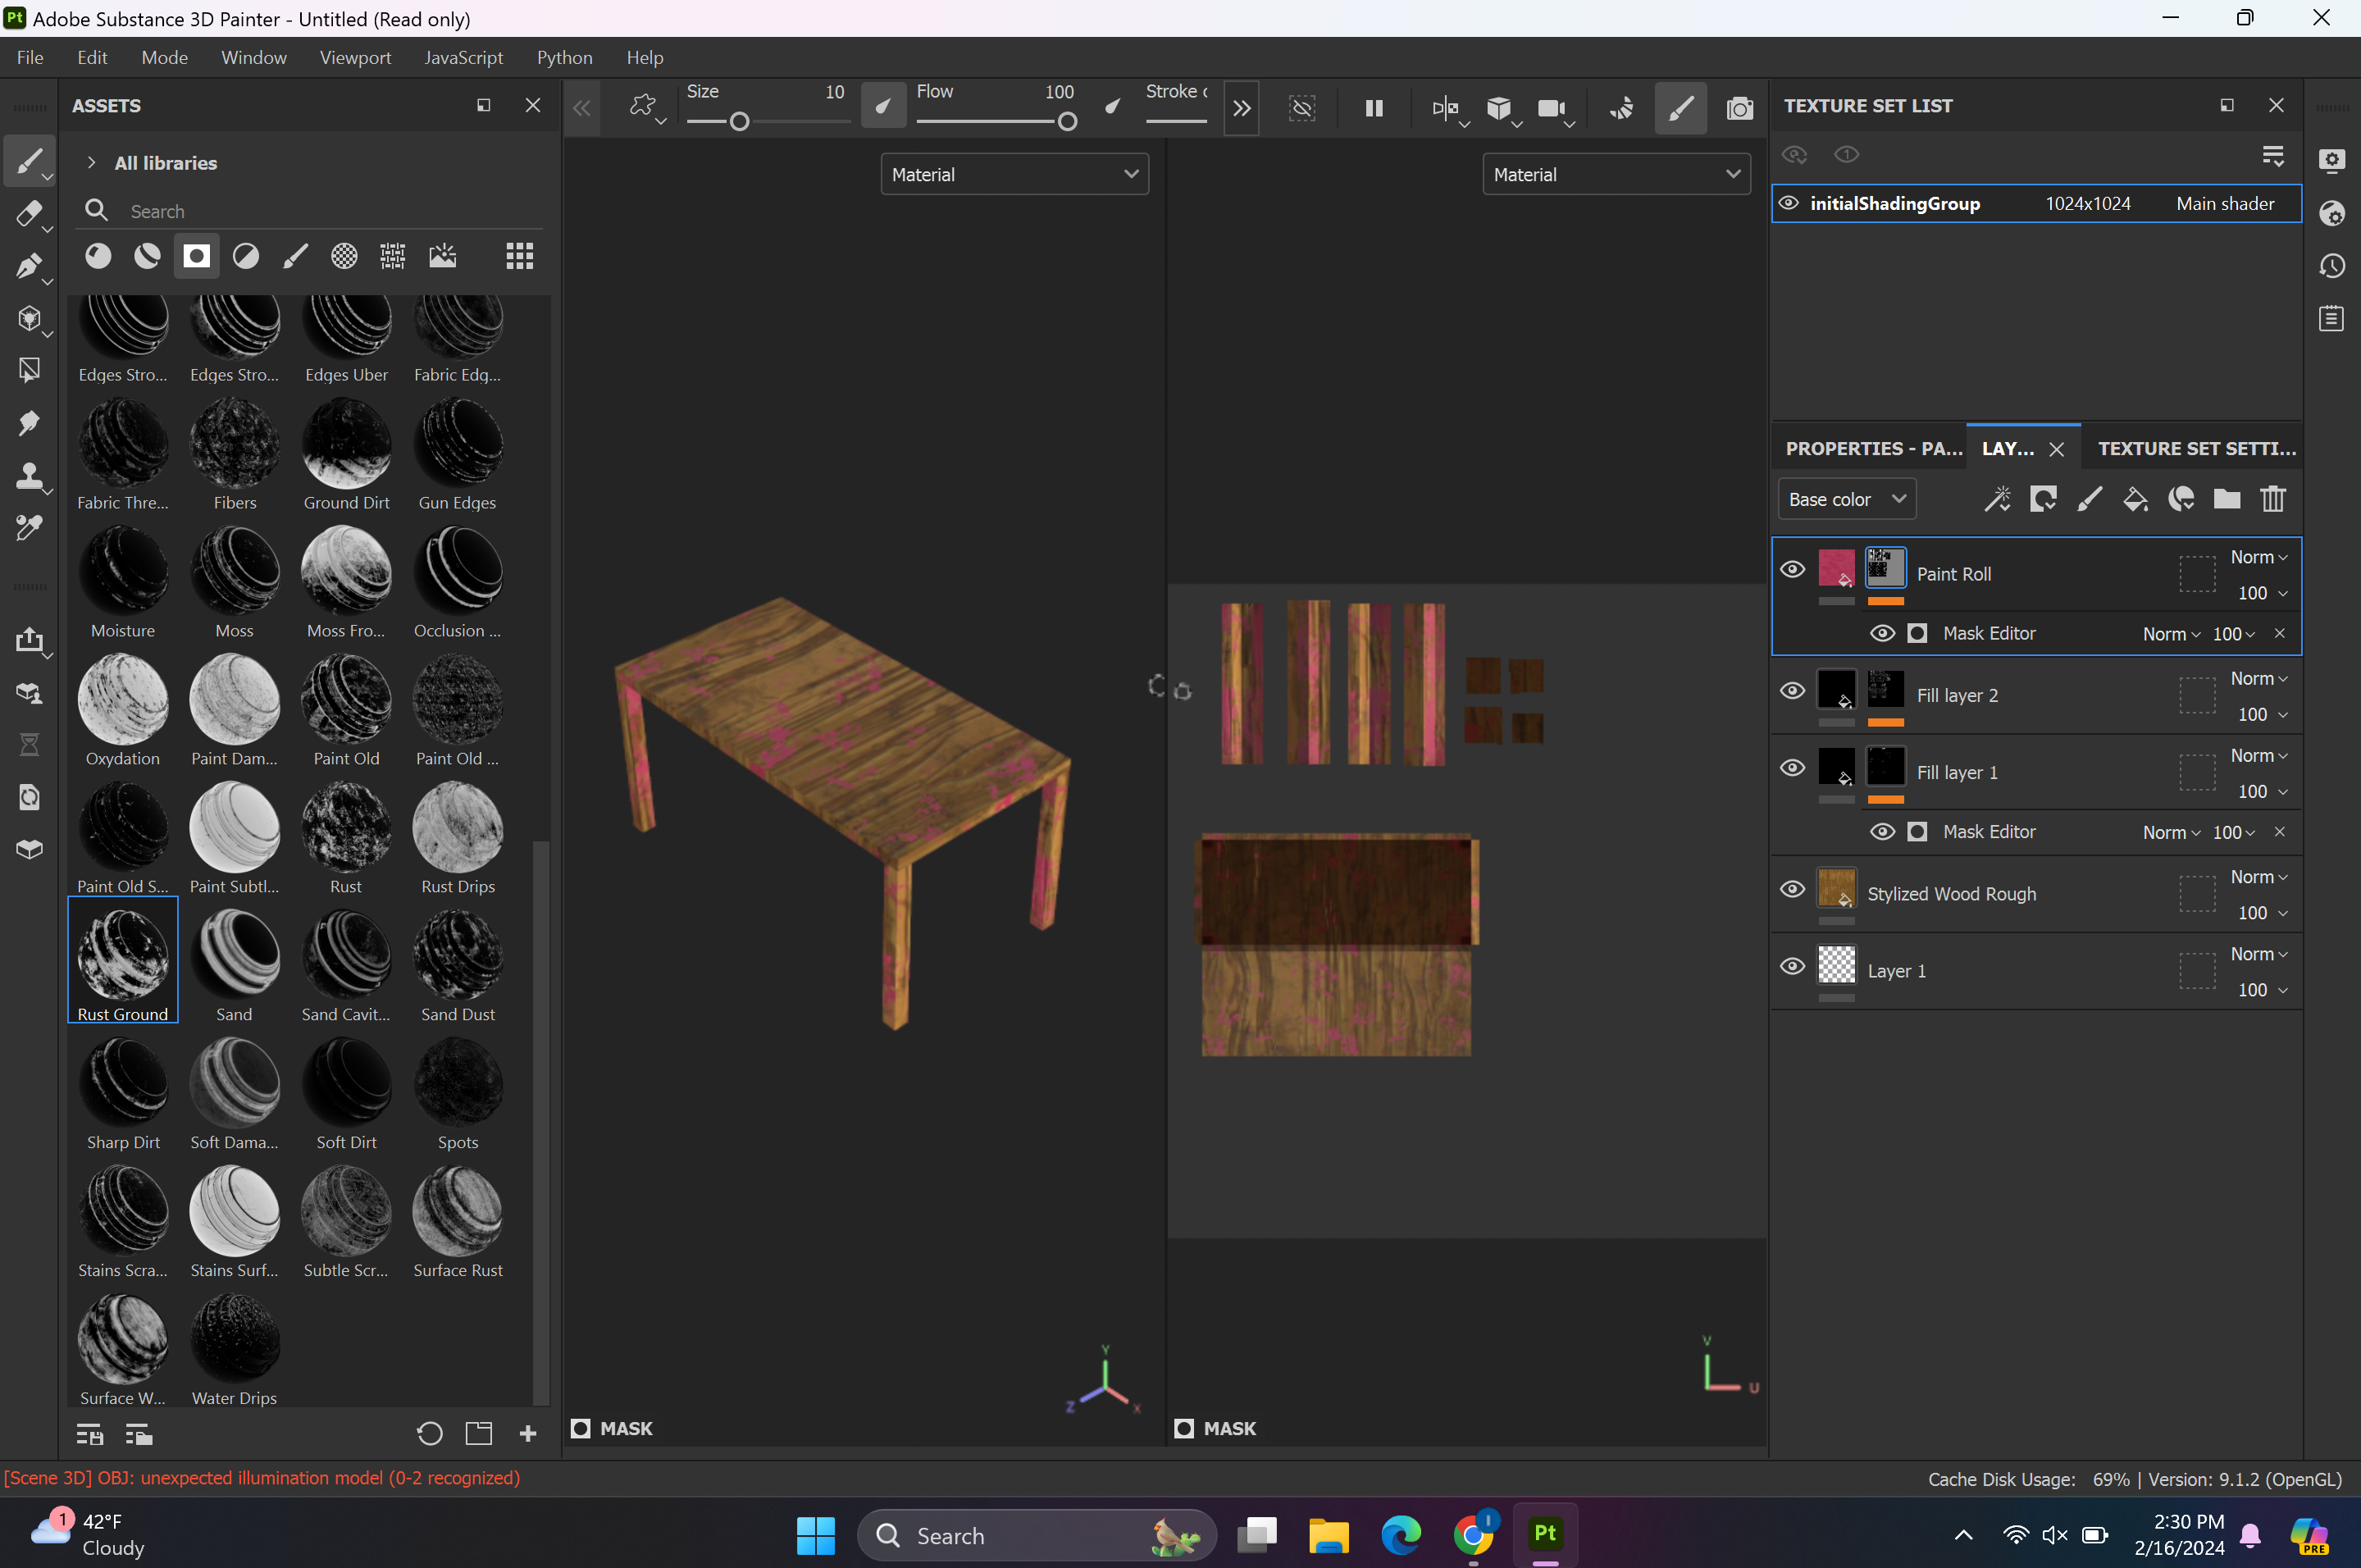 Pt Adobe Substance 3D Painter - Untitled (Read only)
File Edit Mode Window Viewport JavaScript Python Help
ASSETS
Size 10 Flow 100 Stroke
TEXTURE SET LIST
All libraries
Search
Material
Material
1
initialShadingGroup 1024x1024 Main shader
Edges Stro... Edges Stro... Edges Uber Fabric Edg...
Fabric Thre... Fibers Ground Dirt Gun Edges
Moisture Moss Moss Fro... Occlusion ...
Oxydation Paint Dam... Paint Old Paint Old ...
Paint Old S... Paint Subtl... Rust Rust Drips
Rust Ground Sand Sand Cavit... Sand Dust
Sharp Dirt Soft Dama... Soft Dirt Spots
Stains Scra... Stains Surf... Subtle Scr... Surface Rust
Surface W... Water Drips
Y
Z
X
V
U
MASK
MASK
PROPERTIES - PA... LAY... TEXTURE SET SETTI...
Base color
Paint Roll Norm
100
Mask Editor Norm 100
Fill layer 2 Norm
100
Fill layer 1 Norm
100
Mask Editor Norm 100
Stylized Wood Rough Norm
100
Layer 1 Norm
100
[Scene 3D] OBJ: unexpected illumination model (0-2 recognized)
Cache Disk Usage: 69% | Version: 9.1.2 (OpenGL)
1
42°F
Cloudy
Search
I
Pt
2:30 PM
2/16/2024
PRE